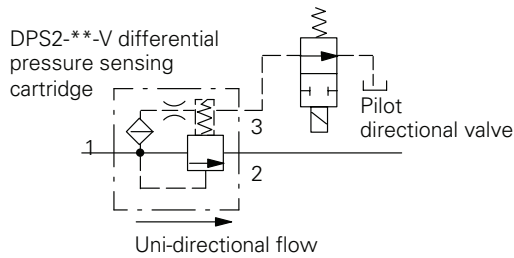 DPS2-**-V differential
pressure sensing
cartridge
3
Pilot
directional valve
1
2
Uni-directional flow